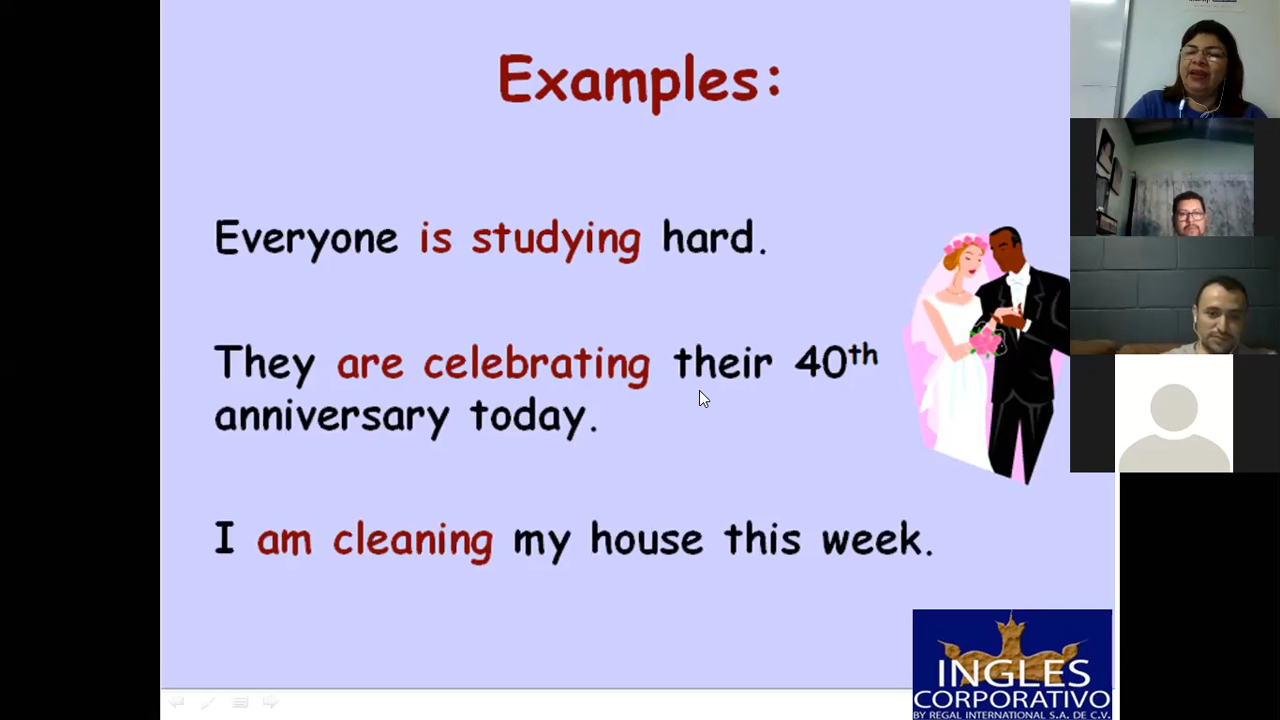 Examples:
Everyone is studying hard.
They are celebrating their 40th
anniversary today.
I am cleaning my house this week.
INGLES
CORPORATIVO
BY REGAL INTERNATIONAL S.A. DE C.V.